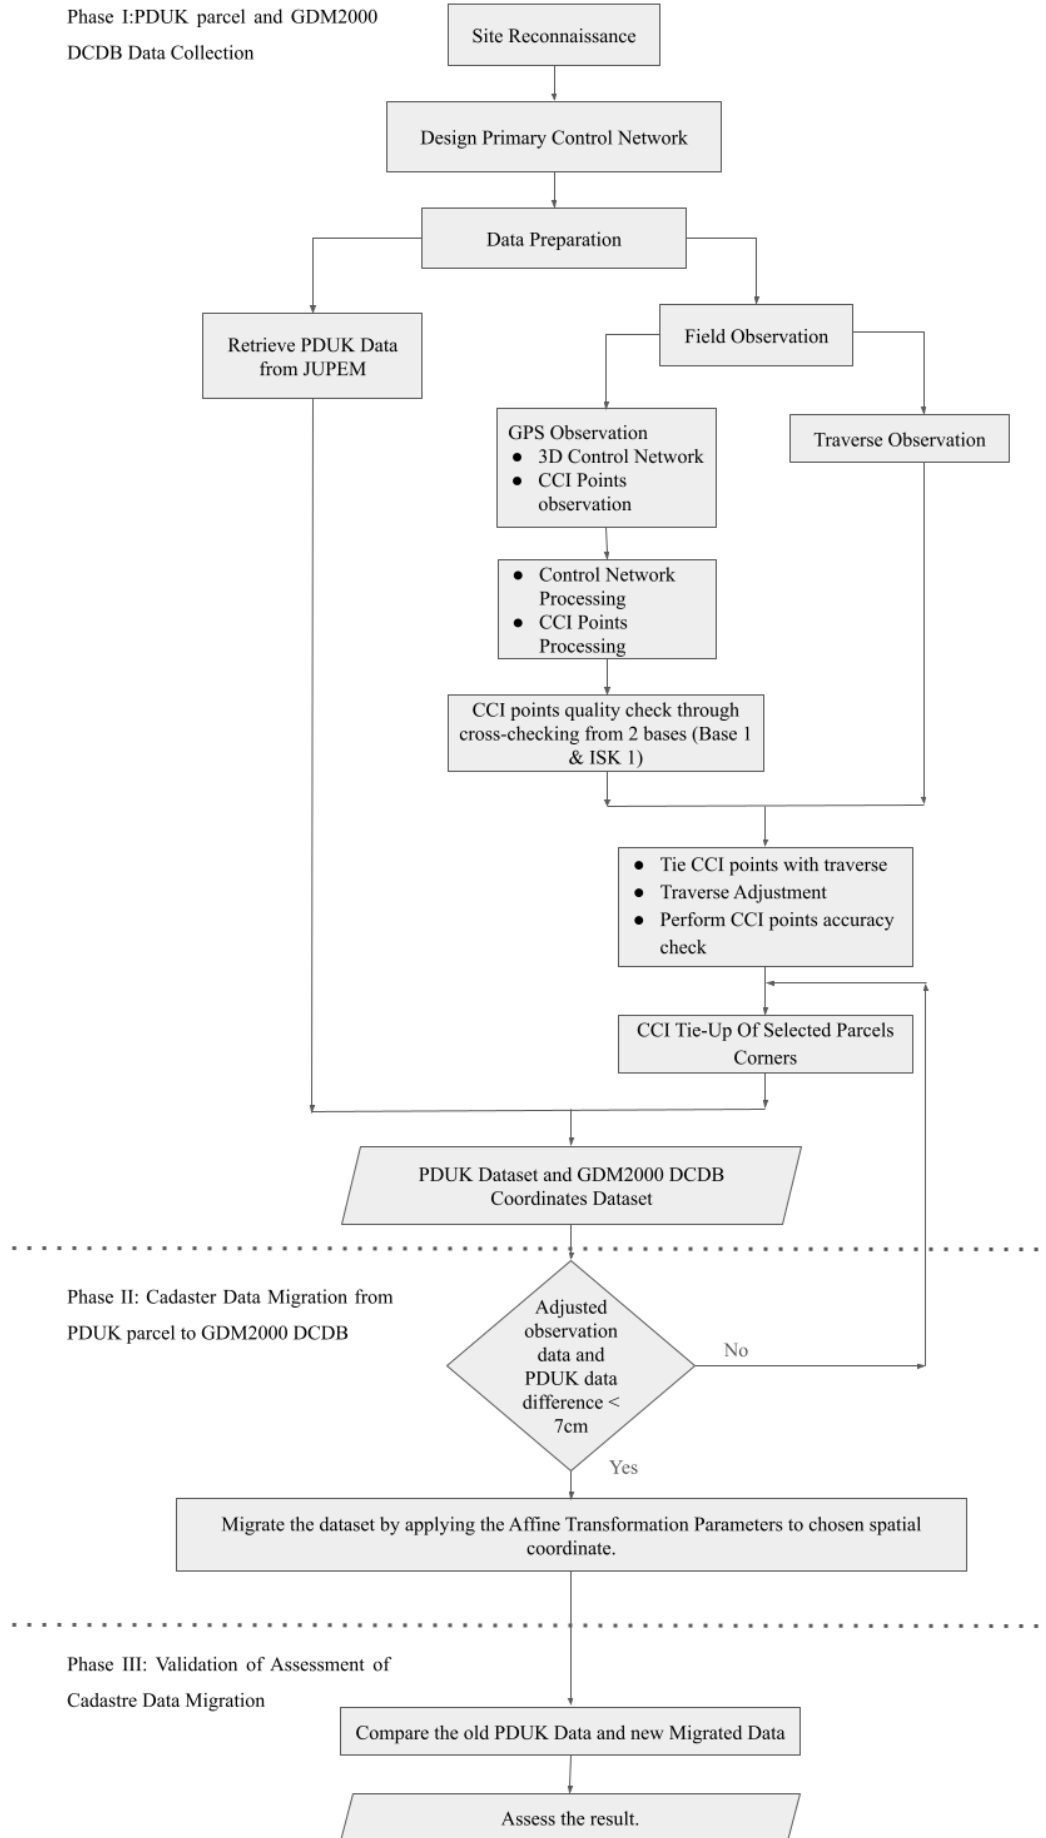 Phase I:PDUK parcel and GDM2000
DCDB Data Collection
Site Reconnaissance
Design Primary Control Network
Data Preparation
Retrieve PDUK Data
from JUPEM
Field Observation
GPS Observation
● 3D Control Network
● CCI Points
observation
Traverse Observation
● Control Network
Processing
● CCI Points
Processing
CCI points quality check through
cross-checking from 2 bases (Base 1
& ISK 1)
● Tie CCI points with traverse
● Traverse Adjustment
● Perform CCI points accuracy
check
CCI Tie-Up Of Selected Parcels
Corners
PDUK Dataset and GDM2000 DCDB
Coordinates Dataset
Phase II: Cadaster Data Migration from
PDUK parcel to GDM2000 DCDB
Adjusted
observation
data and
PDUK data
difference <
7cm
No
Yes
Migrate the dataset by applying the Affine Transformation Parameters to chosen spatial
coordinate.
Phase III: Validation of Assessment of
Cadastre Data Migration
Compare the old PDUK Data and new Migrated Data
Assess the result.